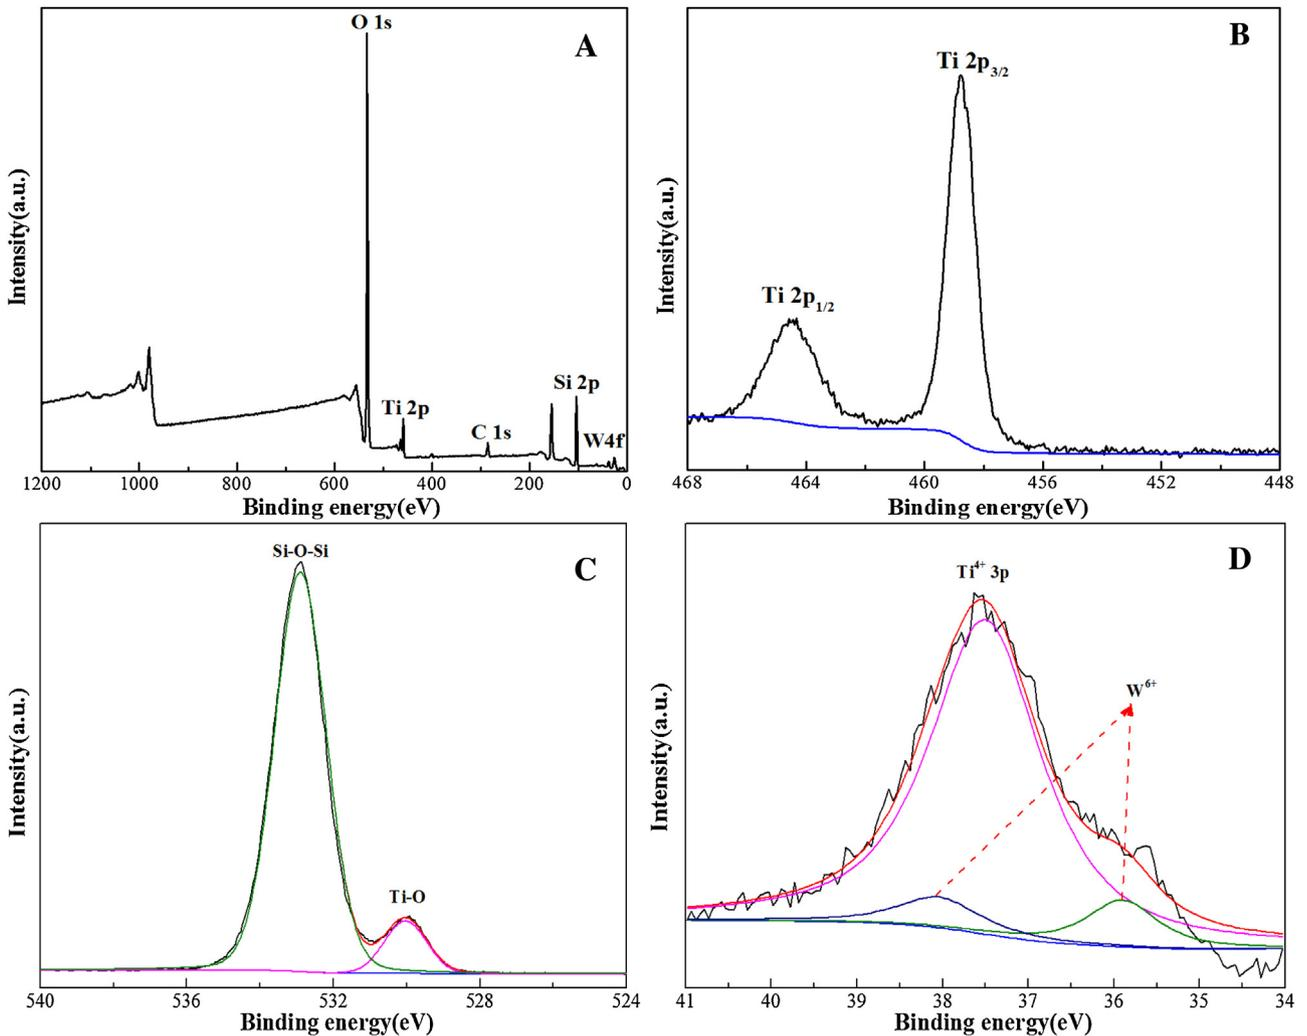 O 1s
A
Ti 2p
C 1s
Si 2p
W4f
Intensity(a.u.)
1200 1000 800 600 400 200 0
Binding energy(eV)
B
Ti 2p3/2
Ti 2p1/2
Intensity(a.u.)
468 464 460 456 452 448
Binding energy(eV)
Si-O-Si
C
Ti-O
Intensity(a.u.)
540 536 532 528 524
Binding energy(eV)
D
Ti4+ 3p
W6+
Intensity(a.u.)
41 40 39 38 37 36 35 34
Binding energy(eV)